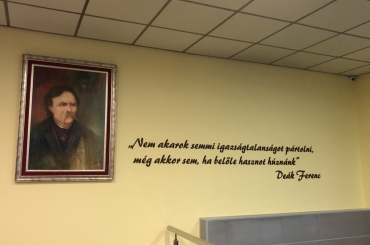 „Nem akarok semmi igazságtalanságot pártolni,
még akkor sem, ha belőle hasznot húznánk”
Deák Ferenc